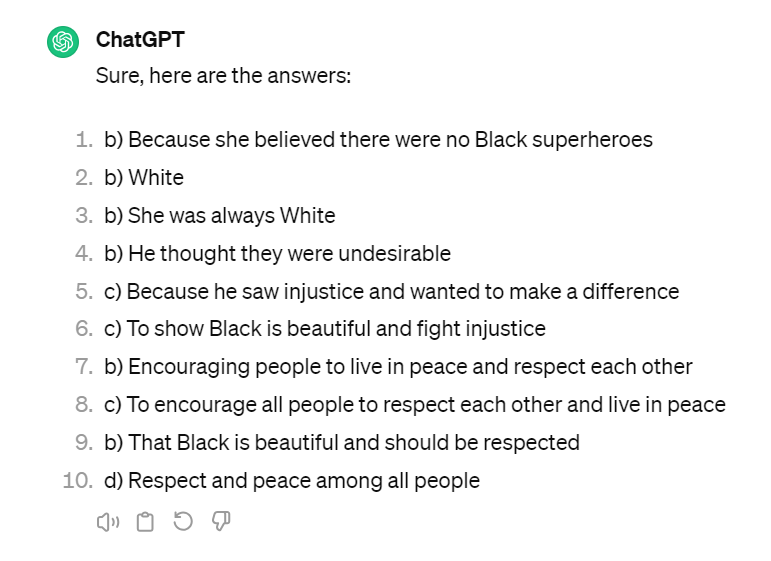 ChatGPT
Sure, here are the answers:
1. b) Because she believed there were no Black superheroes
2. b) White
3. b) She was always White
4. b) He thought they were undesirable
5. c) Because he saw injustice and wanted to make a difference
6. c) To show Black is beautiful and fight injustice
7. b) Encouraging people to live in peace and respect each other
8. c) To encourage all people to respect each other and live in peace
9. b) That Black is beautiful and should be respected
10. d) Respect and peace among all people